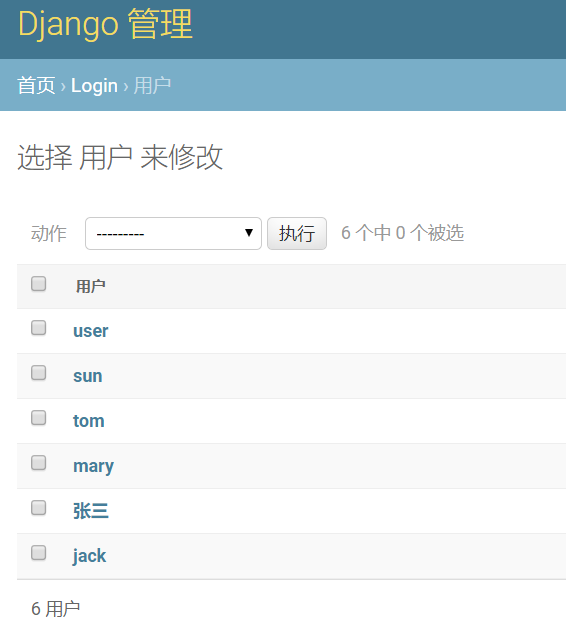 Django 管理
首页 › Login › 用户
选择 用户 来修改
动作 --------- 执行 6 个中 0 个被选
用户
user
sun
tom
mary
张三
jack
6 用户